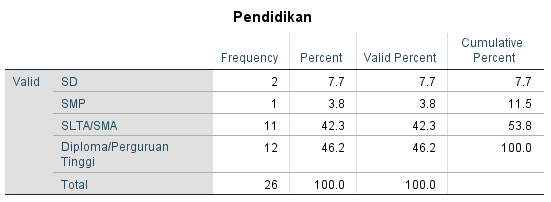 Pendidikan
Frequency Percent Valid Percent Cumulative Percent
Valid SD 2 7.7 7.7 7.7
SMP 1 3.8 3.8 11.5
SLTA/SMA 11 42.3 42.3 53.8
Diploma/Perguruan Tinggi 12 46.2 46.2 100.0
Total 26 100.0 100.0